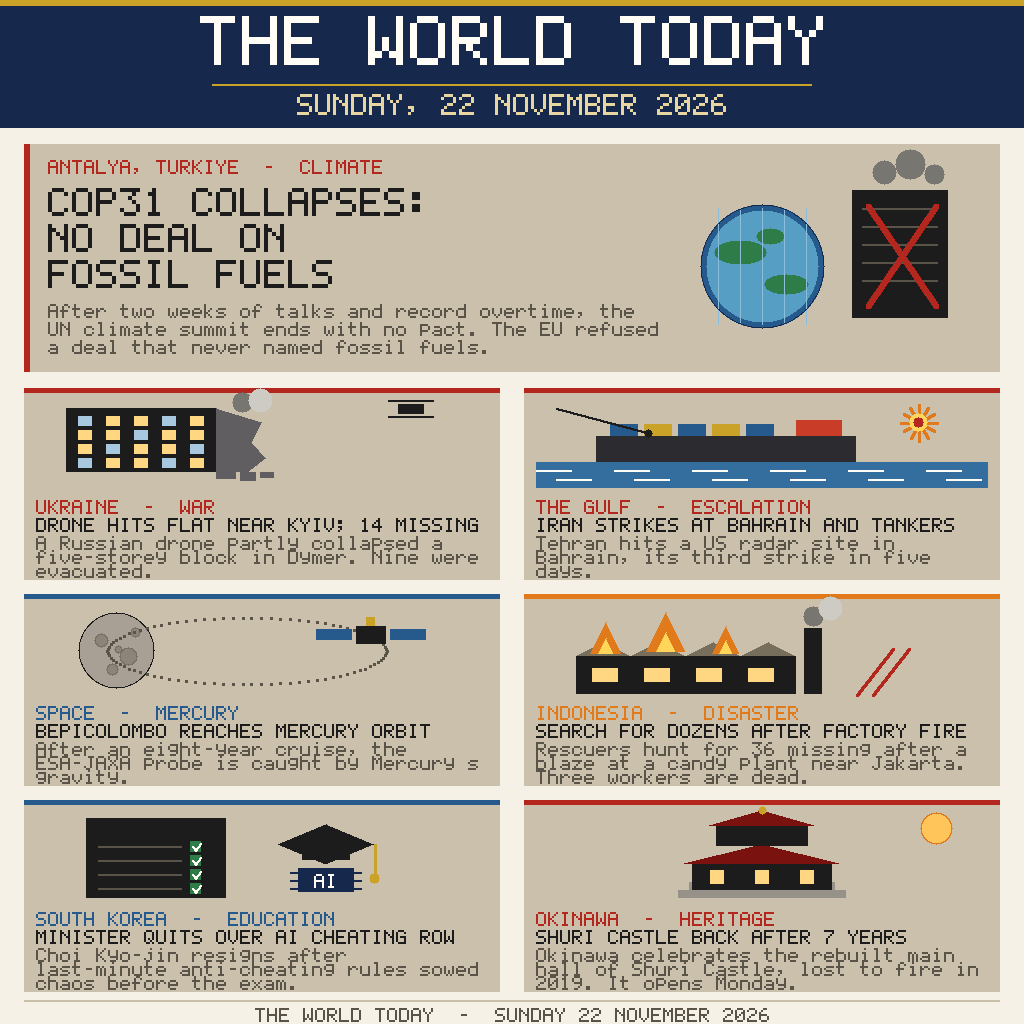 THE WORLD TODAY
SUNDAY, 22 NOVEMBER 2026
ANTALYA, TURKIYE - CLIMATE
COP31 COLLAPSES:
NO DEAL ON
FOSSIL FUELS
After two weeks of talks and record overtime, the
UN climate summit ends with no pact. The EU refused
a deal that never named fossil fuels.
UKRAINE - WAR
DRONE HITS FLAT NEAR KYIV; 14 MISSING
A Russian drone partly collapsed a
five-storey block in Dymer. Nine were
evacuated.
THE GULF - ESCALATION
IRAN STRIKES AT BAHRAIN AND TANKERS
Tehran hits a US radar site in
Bahrain, its third strike in five
days.
SPACE - MERCURY
BEPICOLOMBO REACHES MERCURY ORBIT
After an eight-year cruise, the
ESA-JAXA probe is caught by Mercury s
gravity.
INDONESIA - DISASTER
SEARCH FOR DOZENS AFTER FACTORY FIRE
Rescuers hunt for 36 missing after a
blaze at a candy plant near Jakarta.
Three workers are dead.
AI
SOUTH KOREA - EDUCATION
MINISTER QUITS OVER AI CHEATING ROW
Choi Kyo-jin resigns after
last-minute anti-cheating rules sowed
chaos before the exam.
OKINAWA - HERITAGE
SHURI CASTLE BACK AFTER 7 YEARS
Okinawa celebrates the rebuilt main
hall of Shuri Castle, lost to fire in
2019. It opens Monday.
THE WORLD TODAY - SUNDAY 22 NOVEMBER 2026